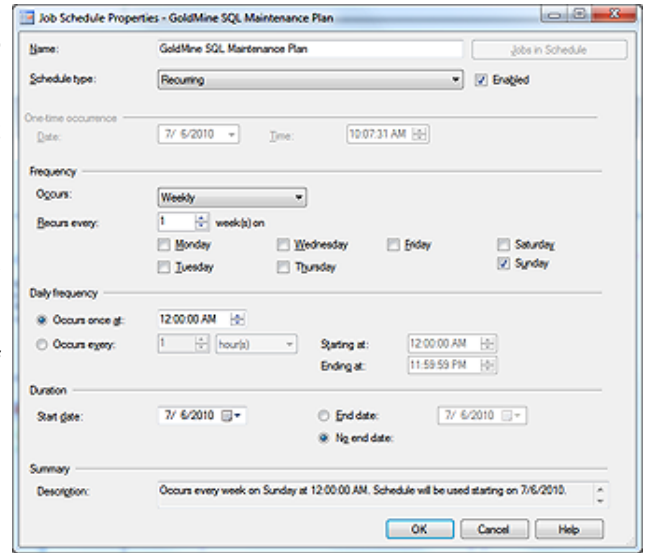 Job Schedule Properties - GoldMine SQL Maintenance Plan
Name: GoldMine SQL Maintenance Plan Jobs in Schedule
Schedule type: Recurring Enabled
One-time occurrence
Date: 7/ 6/2010 Time: 10:07:31 AM
Frequency
Occurs: Weekly
Recurs every: 1 week(s) on
Monday Wednesday Friday Saturday
Tuesday Thursday Sunday
Daily frequency
Occurs once at: 12:00:00 AM
Occurs every: 1 hour(s) Starting at: 12:00:00 AM
Ending at: 11:59:59 PM
Duration
Start date: 7/ 6/2010 End date: 7/ 6/2010
No end date:
Summary
Description: Occurs every week on Sunday at 12:00:00 AM. Schedule will be used starting on 7/6/2010.
OK Cancel Help